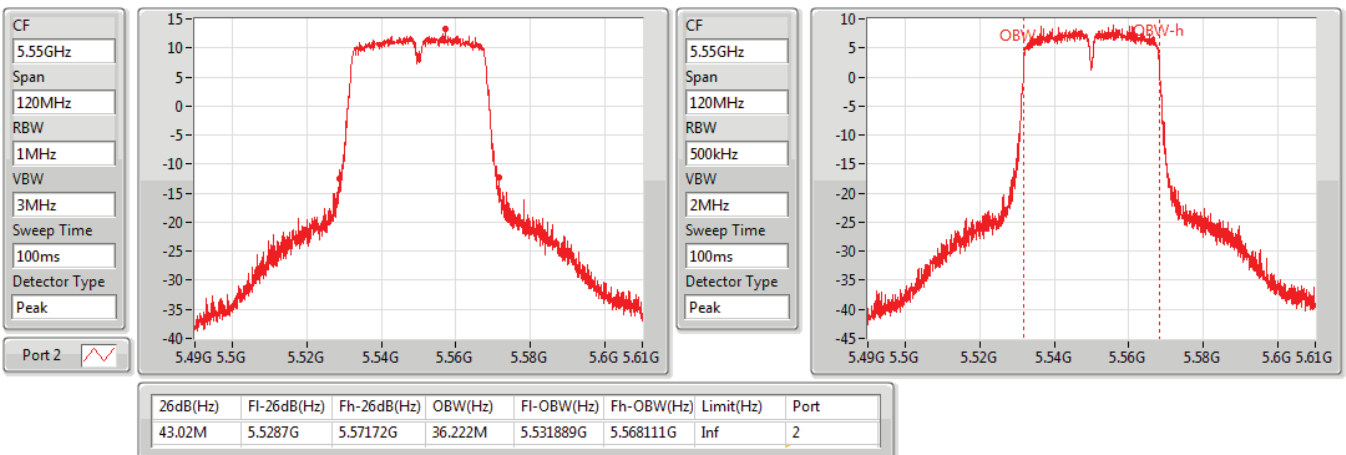 CF
5.55GHz
Span
120MHz
RBW
1MHz
VBW
3MHz
Sweep Time
100ms
Detector Type
Peak
Port 2
15
10
5
0
-5
-10
-15
-20
-25
-30
-35
-40
5.49G 5.5G 5.52G 5.54G 5.56G 5.58G 5.6G 5.61G
CF
5.55GHz
Span
120MHz
RBW
500kHz
VBW
2MHz
Sweep Time
100ms
Detector Type
Peak
10
5
0
-5
-10
-15
-20
-25
-30
-35
-40
-45
OBW OBW-h
5.49G 5.5G 5.52G 5.54G 5.56G 5.58G 5.6G 5.61G
26dB(Hz) Fl-26dB(Hz) Fh-26dB(Hz) OBW(Hz) Fl-OBW(Hz) Fh-OBW(Hz) Limit(Hz) Port
43.02M 5.5287G 5.57172G 36.222M 5.531889G 5.568111G Inf 2